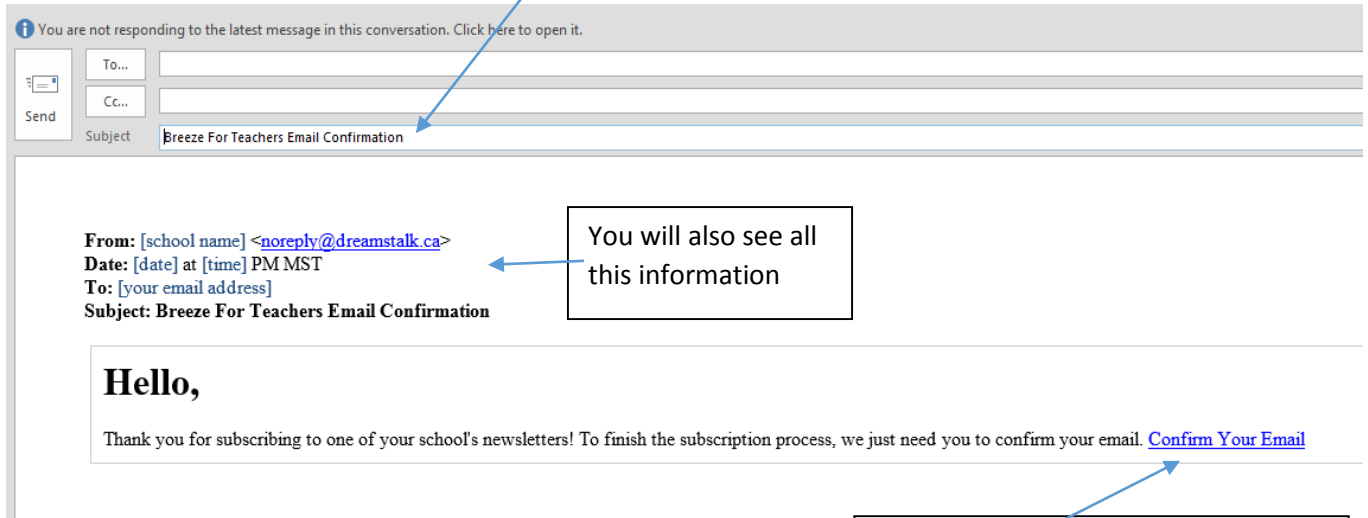 You are not responding to the latest message in this conversation. Click here to open it.
To...
Cc...
Send
Subject Breeze For Teachers Email Confirmation
From: [school name] <noreply@dreamstalk.ca>
Date: [date] at [time] PM MST
To: [your email address]
Subject: Breeze For Teachers Email Confirmation
You will also see all
this information
Hello,
Thank you for subscribing to one of your school's newsletters! To finish the subscription process, we just need you to confirm your email. Confirm Your Email